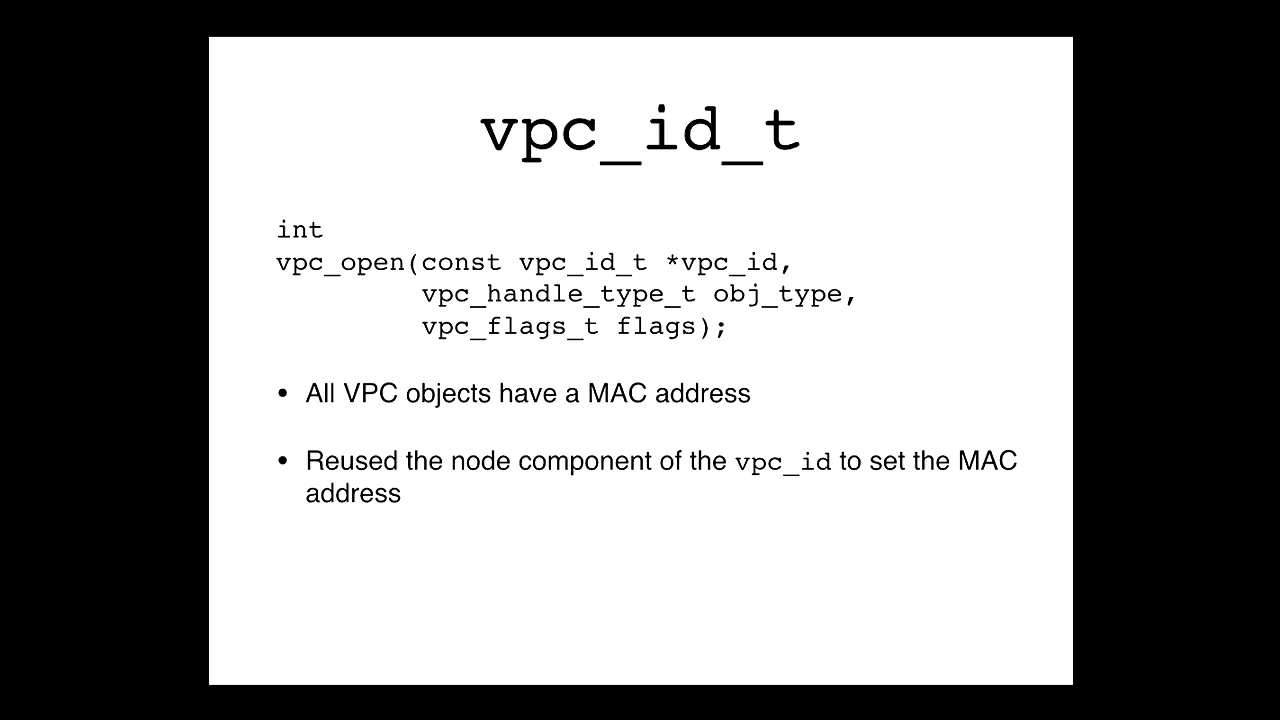 vpc_id_t
int
vpc_open(const vpc_id_t *vpc_id,
         vpc_handle_type_t obj_type,
         vpc_flags_t flags);
• All VPC objects have a MAC address
• Reused the node component of the vpc_id to set the MAC
address